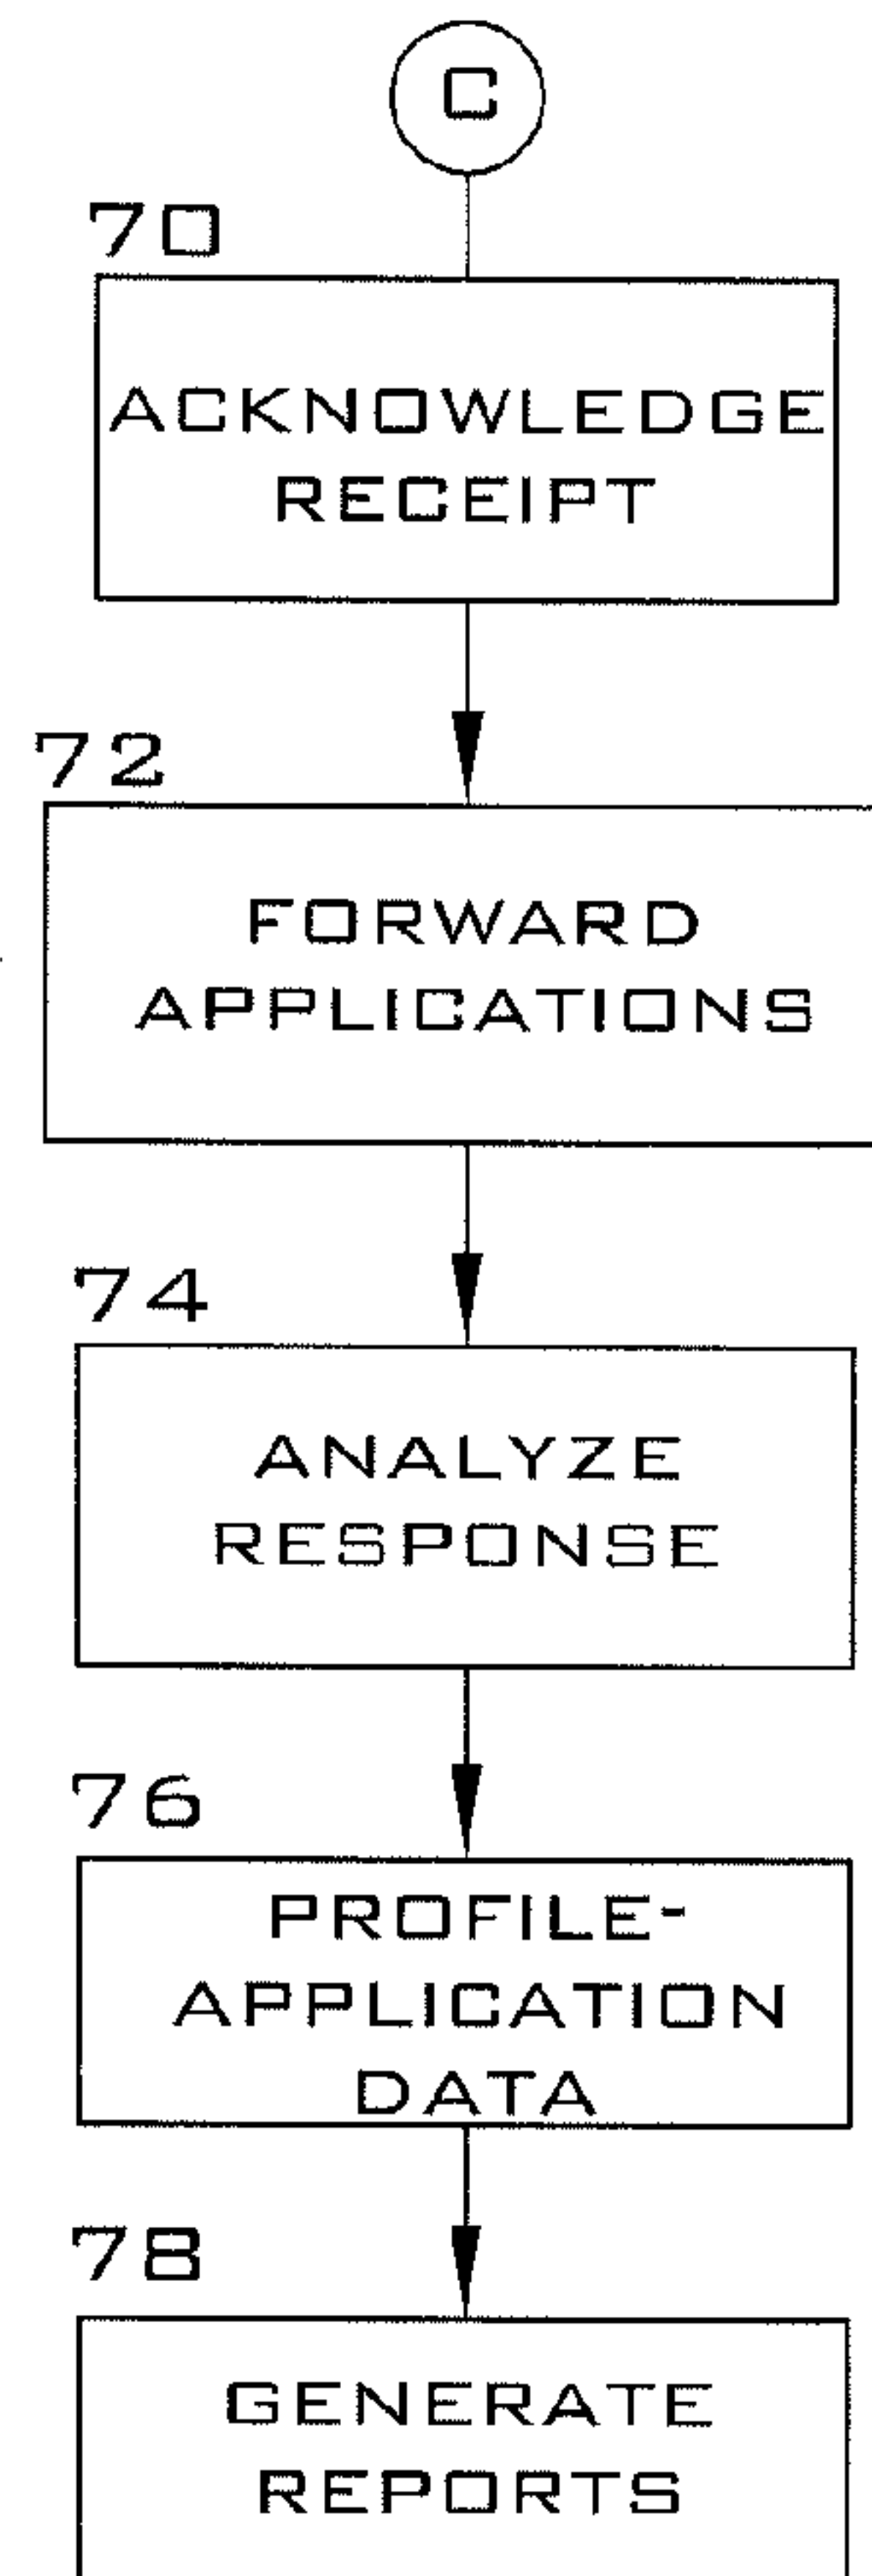 C
70
ACKNOWLEDGE
RECEIPT
72
FORWARD
APPLICATIONS
74
ANALYZE
RESPONSE
76
PROFILE-
APPLICATION
DATA
78
GENERATE
REPORTS